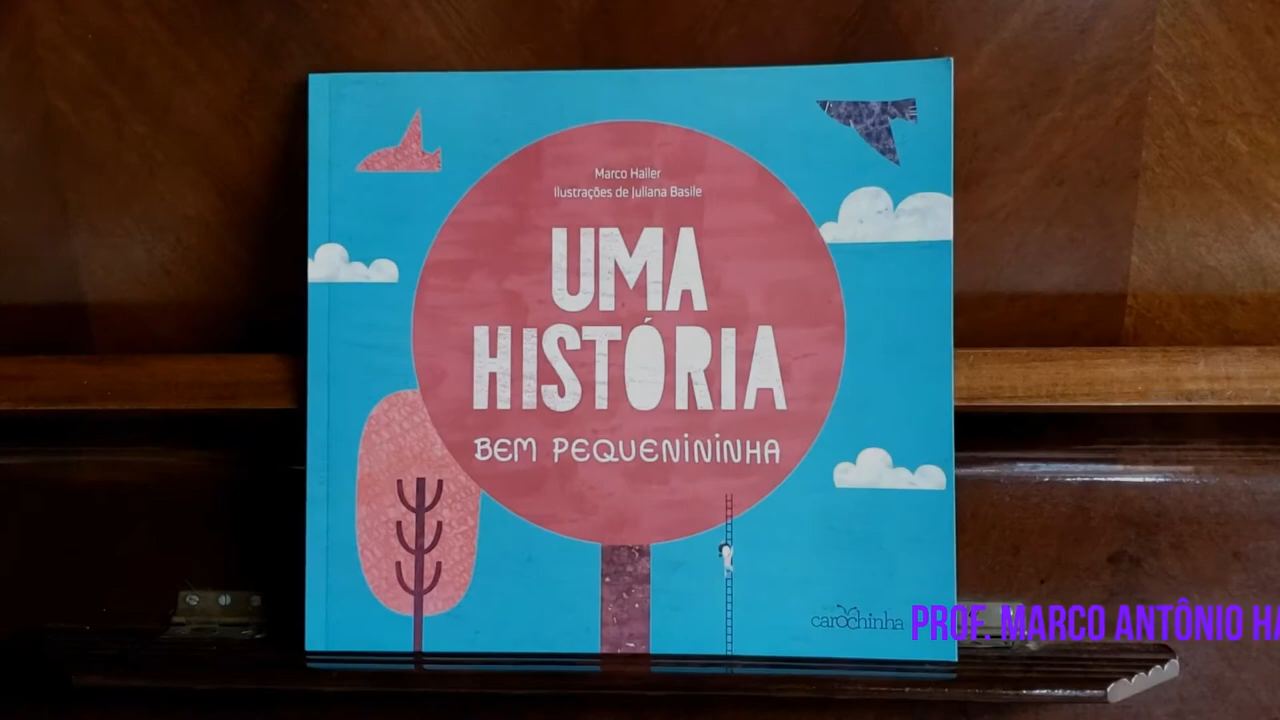 Marco Hailer
Ilustrações de Juliana Basile
UMA
HISTÓRIA
BEM PEQUENININHA
carochinha
PROF. MARCO ANTÔNIO HA